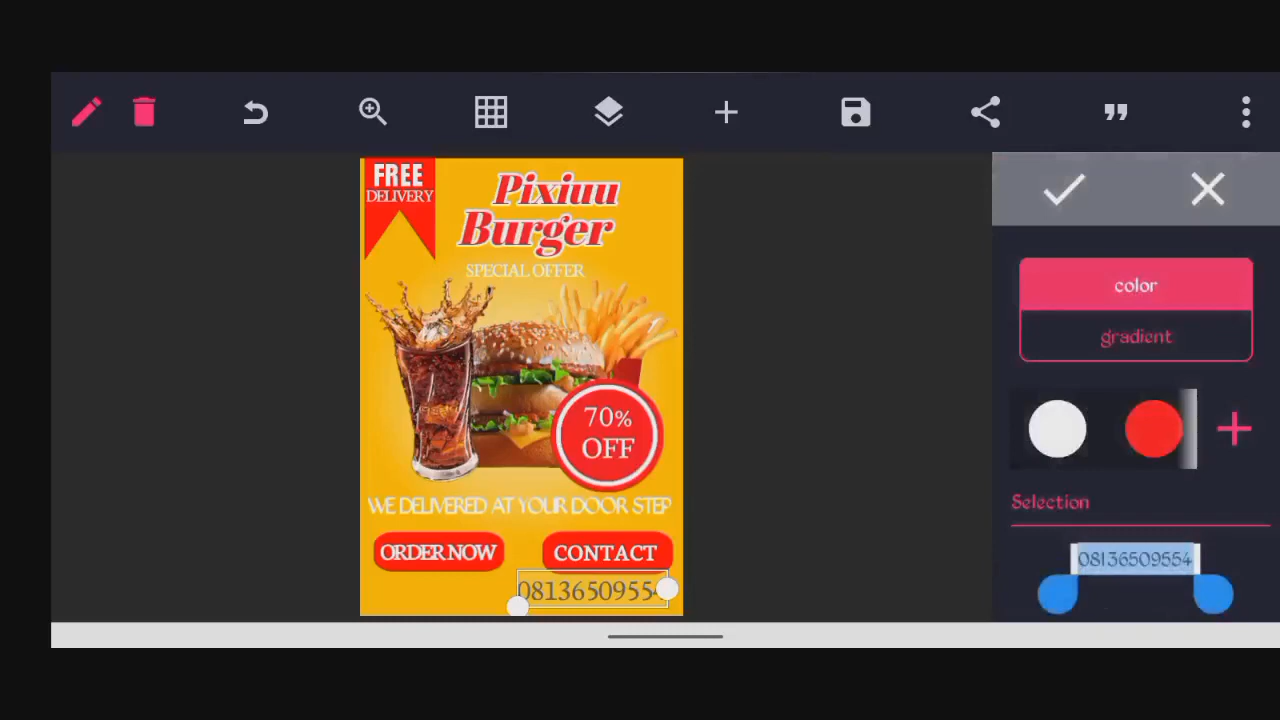 FREE
DELIVERY
Pixiuu
Burger
SPECIAL OFFER
70%
OFF
WE DELIVERED AT YOUR DOOR STEP
ORDER NOW
CONTACT
08136509554
color
gradient
Selection
08136509554